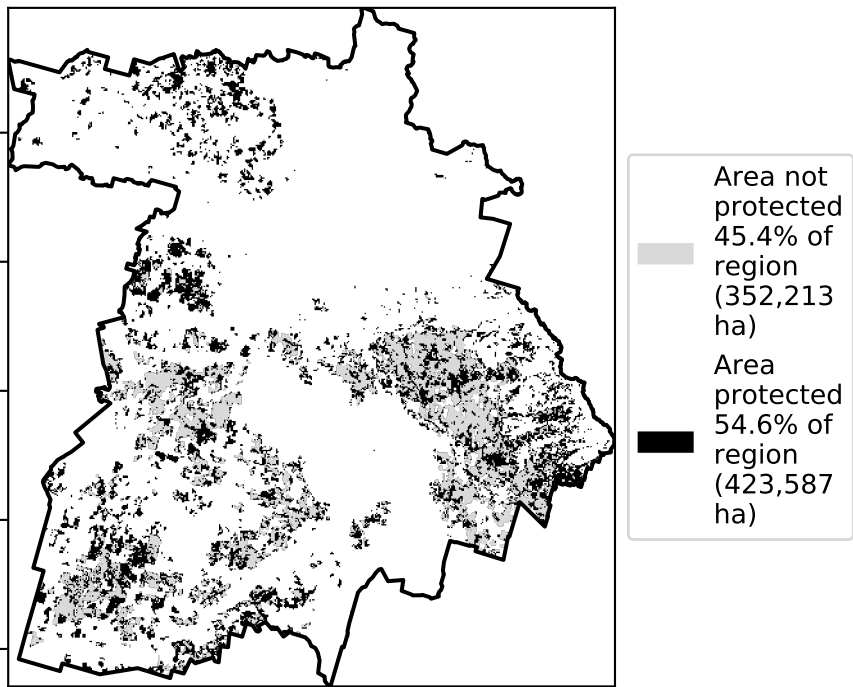 Area not
protected
45.4% of
region
(352,213
ha)
Area
protected
54.6% of
region
(423,587
ha)